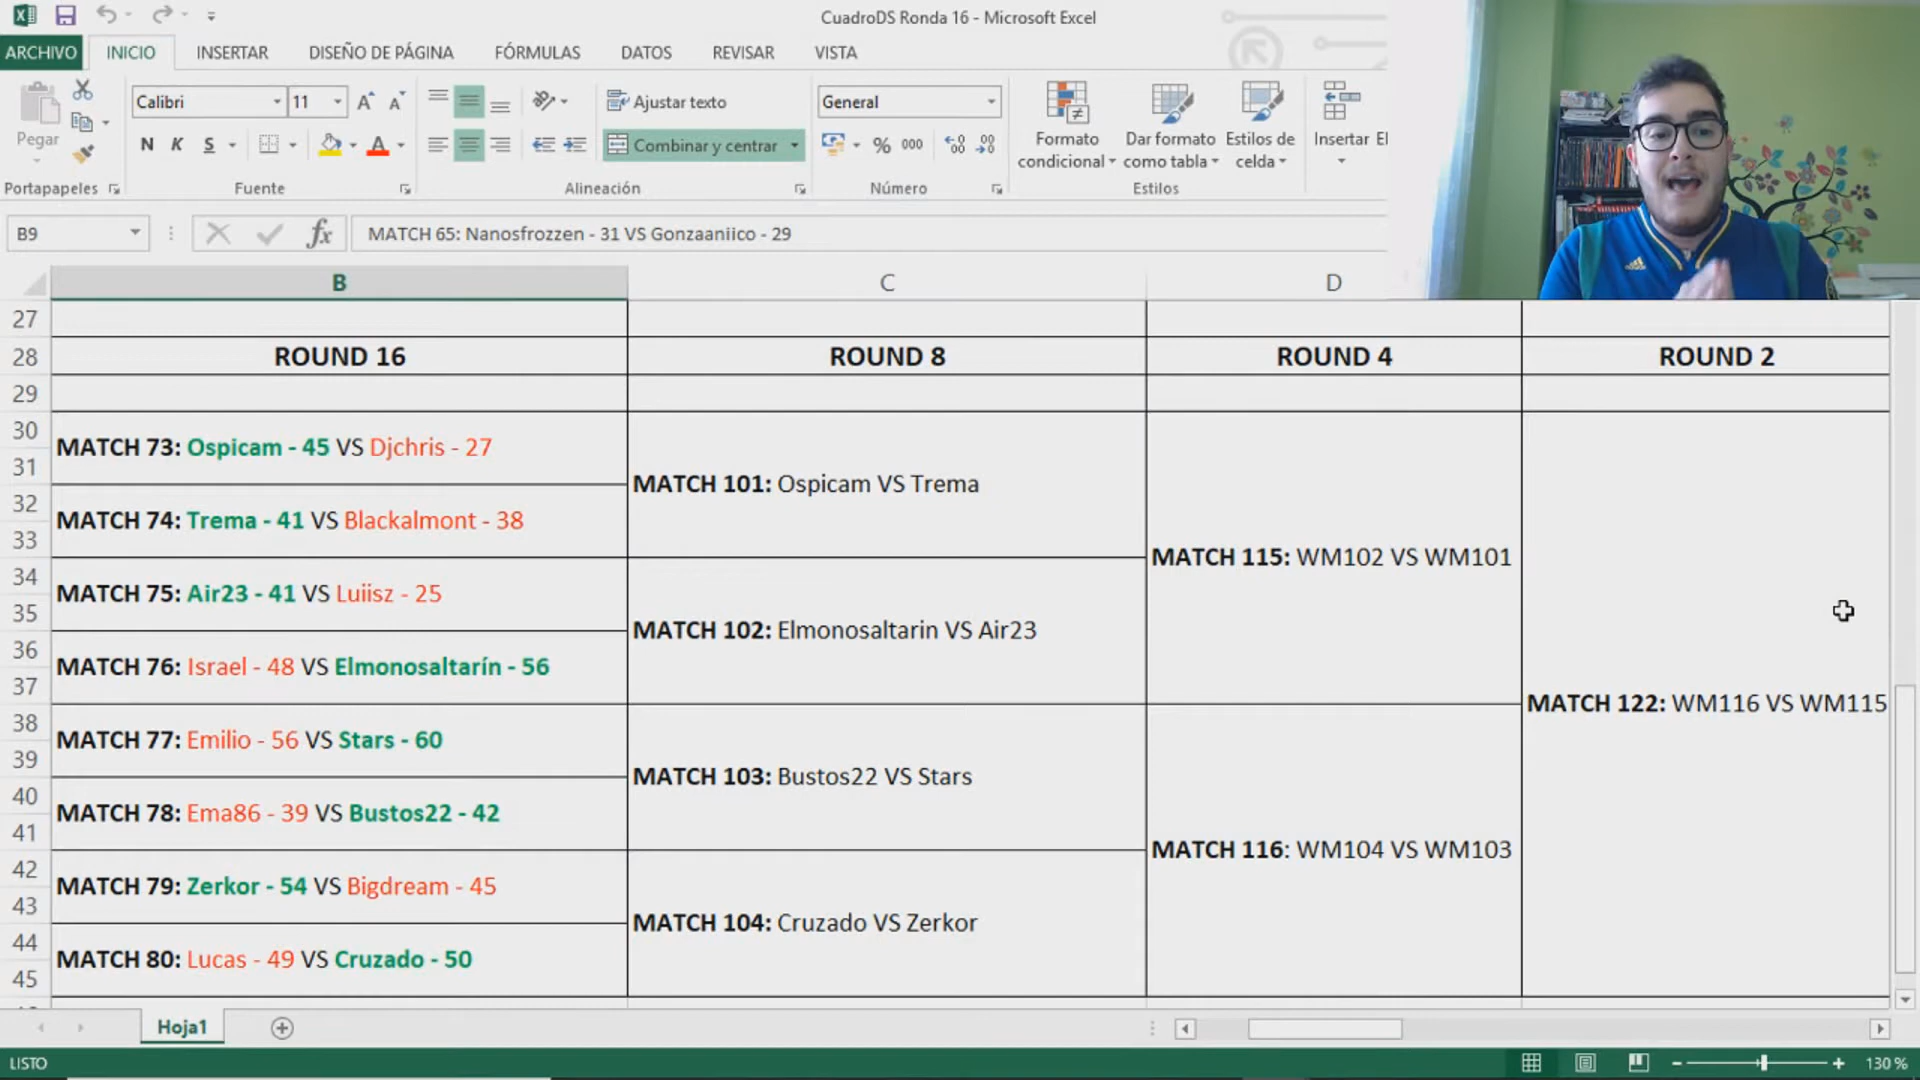 CuadroDS Ronda 16 - Microsoft Excel
ARCHIVO INICIO INSERTAR DISEÑO DE PÁGINA FÓRMULAS DATOS REVISAR VISTA
Pegar
Calibri 11
N K S
Ajustar texto
Combinar y centrar
General
% 000
Formato condicional
Dar formato como tabla
Estilos de celda
Insertar El
Portapapeles Fuente Alineación Número Estilos
B9 fx MATCH 65: Nanosfrozzen - 31 VS Gonzaaniico - 29
B C D
27
28 ROUND 16 ROUND 8 ROUND 4 ROUND 2
29
30
MATCH 73: Ospicam - 45 VS Djchris - 27
31
MATCH 101: Ospicam VS Trema
32
MATCH 74: Trema - 41 VS Blackalmont - 38
33
MATCH 115: WM102 VS WM101
34
MATCH 75: Air23 - 41 VS Luiisz - 25
35
MATCH 102: Elmonosaltarin VS Air23
36
MATCH 76: Israel - 48 VS Elmonosaltarín - 56
37
MATCH 122: WM116 VS WM115
38
MATCH 77: Emilio - 56 VS Stars - 60
39
MATCH 103: Bustos22 VS Stars
40
MATCH 78: Ema86 - 39 VS Bustos22 - 42
41
MATCH 116: WM104 VS WM103
42
MATCH 79: Zerkor - 54 VS Bigdream - 45
43
MATCH 104: Cruzado VS Zerkor
44
MATCH 80: Lucas - 49 VS Cruzado - 50
45
Hoja1
LISTO 130 %